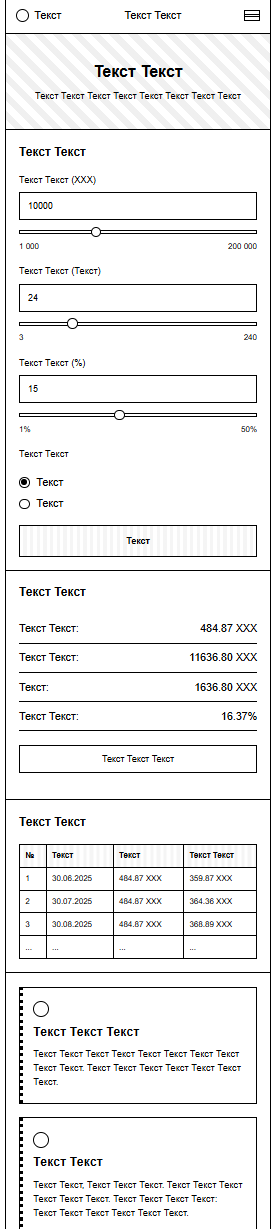 Текст
Текст Текст
Текст Текст
Текст Текст Текст Текст Текст Текст Текст Текст
Текст Текст
Текст Текст (XXX)
10000
1 000 200 000
Текст Текст (Текст)
24
3 240
Текст Текст (%)
15
1% 50%
Текст Текст
Текст
Текст
Текст
Текст Текст
Текст Текст: 484.87 XXX
Текст Текст: 11636.80 XXX
Текст: 1636.80 XXX
Текст Текст: 16.37%
Текст Текст Текст
Текст Текст
№ Текст Текст Текст Текст
1 30.06.2025 484.87 XXX 359.87 XXX
2 30.07.2025 484.87 XXX 364.36 XXX
3 30.08.2025 484.87 XXX 368.89 XXX
... ... ... ...
Текст Текст Текст
Текст Текст Текст Текст Текст Текст Текст Текст
Текст Текст. Текст Текст Текст Текст Текст Текст
Текст.
Текст Текст
Текст Текст, Текст Текст Текст. Текст Текст Текст
Текст Текст Текст. Текст Текст Текст Текст:
Текст Текст Текст Текст Текст Текст.